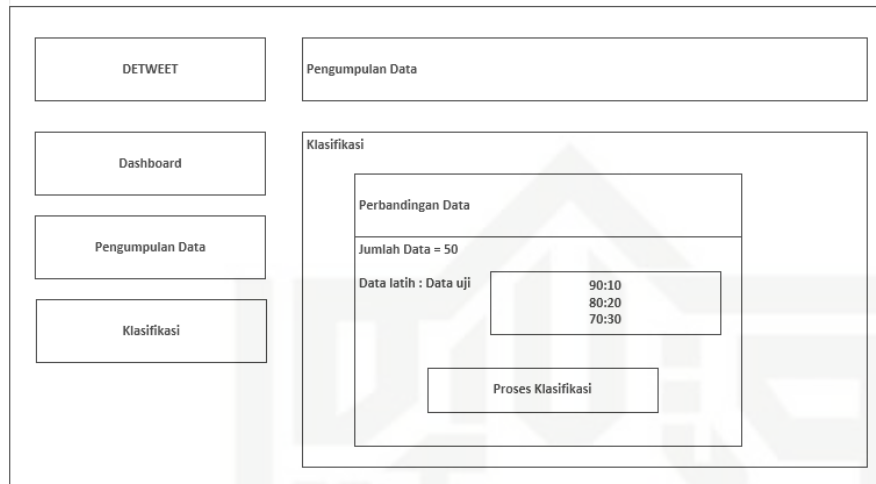 DETWEET
Pengumpulan Data
Dashboard
Pengumpulan Data
Klasifikasi
Klasifikasi
Perbandingan Data
Jumlah Data = 50
Data latih : Data uji
90:10
80:20
70:30
Proses Klasifikasi